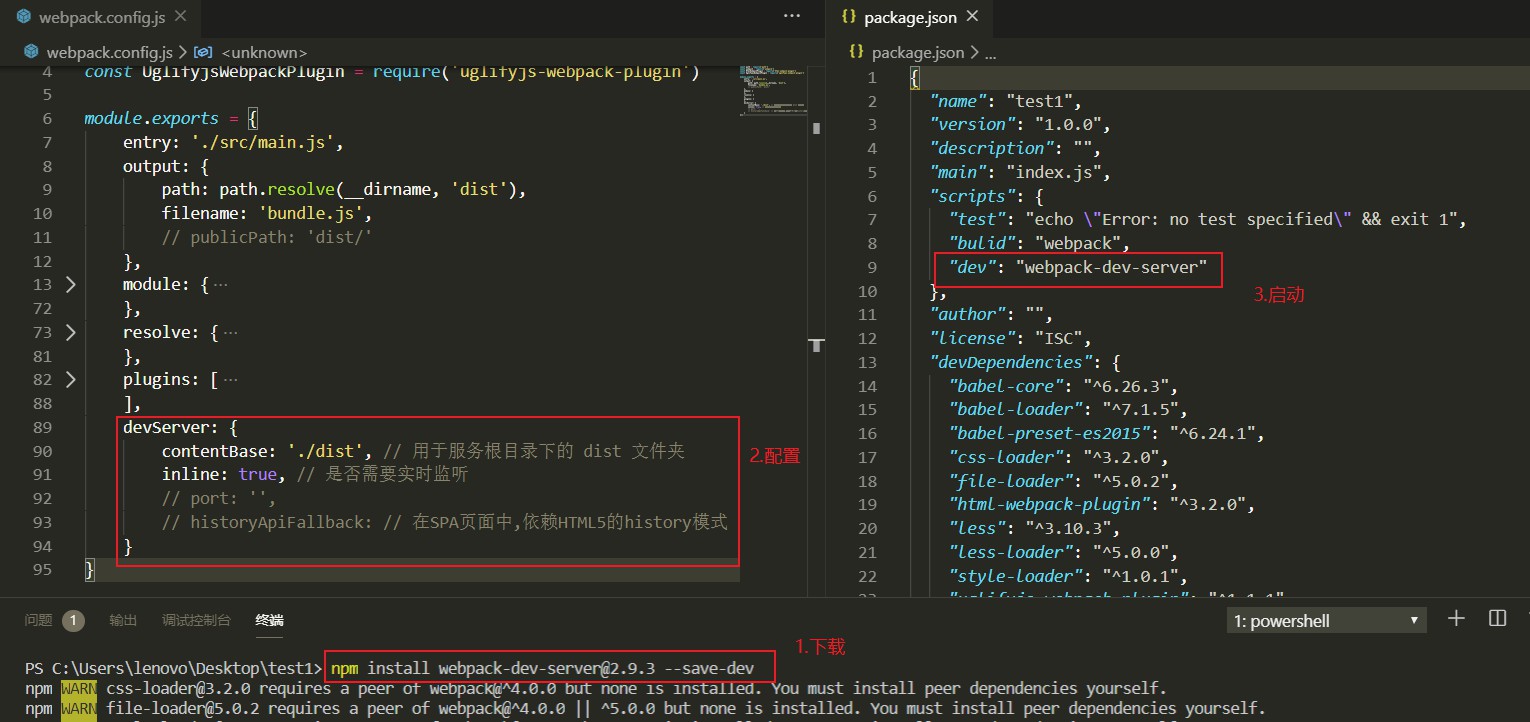 webpack.config.js
webpack.config.js > <unknown>
4 const UglifyjsWebpackPlugin = require('uglifyjs-webpack-plugin')
5
6 module.exports = {
7 entry: './src/main.js',
8 output: {
9 path: path.resolve(__dirname, 'dist'),
10 filename: 'bundle.js',
11 // publicPath: 'dist/'
12 },
13 module: { ...
72 },
73 resolve: { ...
81 },
82 plugins: [ ...
88 ],
89 devServer: {
90 contentBase: './dist', // 用于服务根目录下的 dist 文件夹
91 inline: true, // 是否需要实时监听
92 // port: '',
93 // historyApiFallback: // 在SPA页面中,依赖HTML5的history模式
94 }
95 }
2.配置
package.json
package.json > ...
1 {
2 "name": "test1",
3 "version": "1.0.0",
4 "description": "",
5 "main": "index.js",
6 "scripts": {
7 "test": "echo \"Error: no test specified\" && exit 1",
8 "bulid": "webpack",
9 "dev": "webpack-dev-server"
10 },
3.启动
11 "author": "",
12 "license": "ISC",
13 "devDependencies": {
14 "babel-core": "^6.26.3",
15 "babel-loader": "^7.1.5",
16 "babel-preset-es2015": "^6.24.1",
17 "css-loader": "^3.2.0",
18 "file-loader": "^5.0.2",
19 "html-webpack-plugin": "^3.2.0",
20 "less": "^3.10.3",
21 "less-loader": "^5.0.0",
22 "style-loader": "^1.0.1",
23 "uglifyjs-webpack-plugin": "^1.1.1"
问题 1 输出 调试控制台 终端
1: powershell
1.下载
PS C:\Users\lenovo\Desktop\test1> npm install webpack-dev-server@2.9.3 --save-dev
npm WARN css-loader@3.2.0 requires a peer of webpack@^4.0.0 but none is installed. You must install peer dependencies yourself.
npm WARN file-loader@5.0.2 requires a peer of webpack@^4.0.0 || ^5.0.0 but none is installed. You must install peer dependencies yourself.